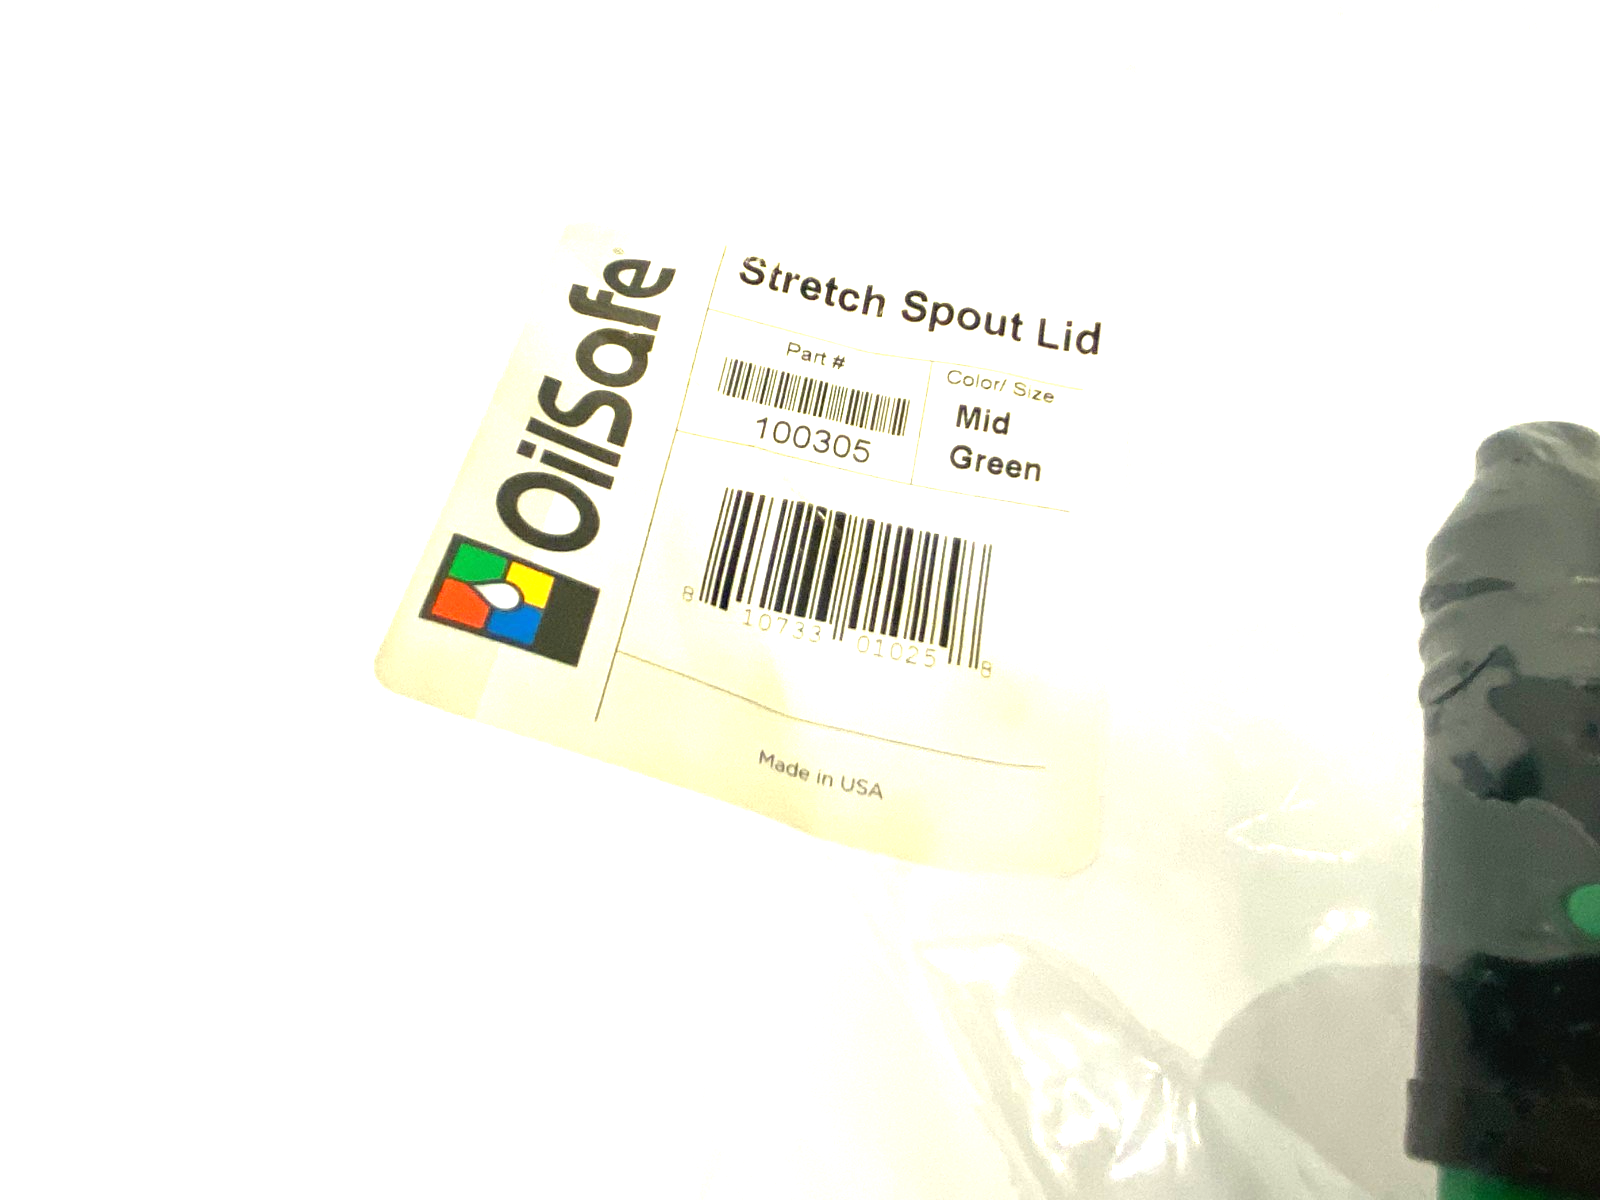 OilSafe®
Stretch Spout Lid
Part #
100305
Color/ Size
Mid
Green
8 10733 01025 8
Made in USA